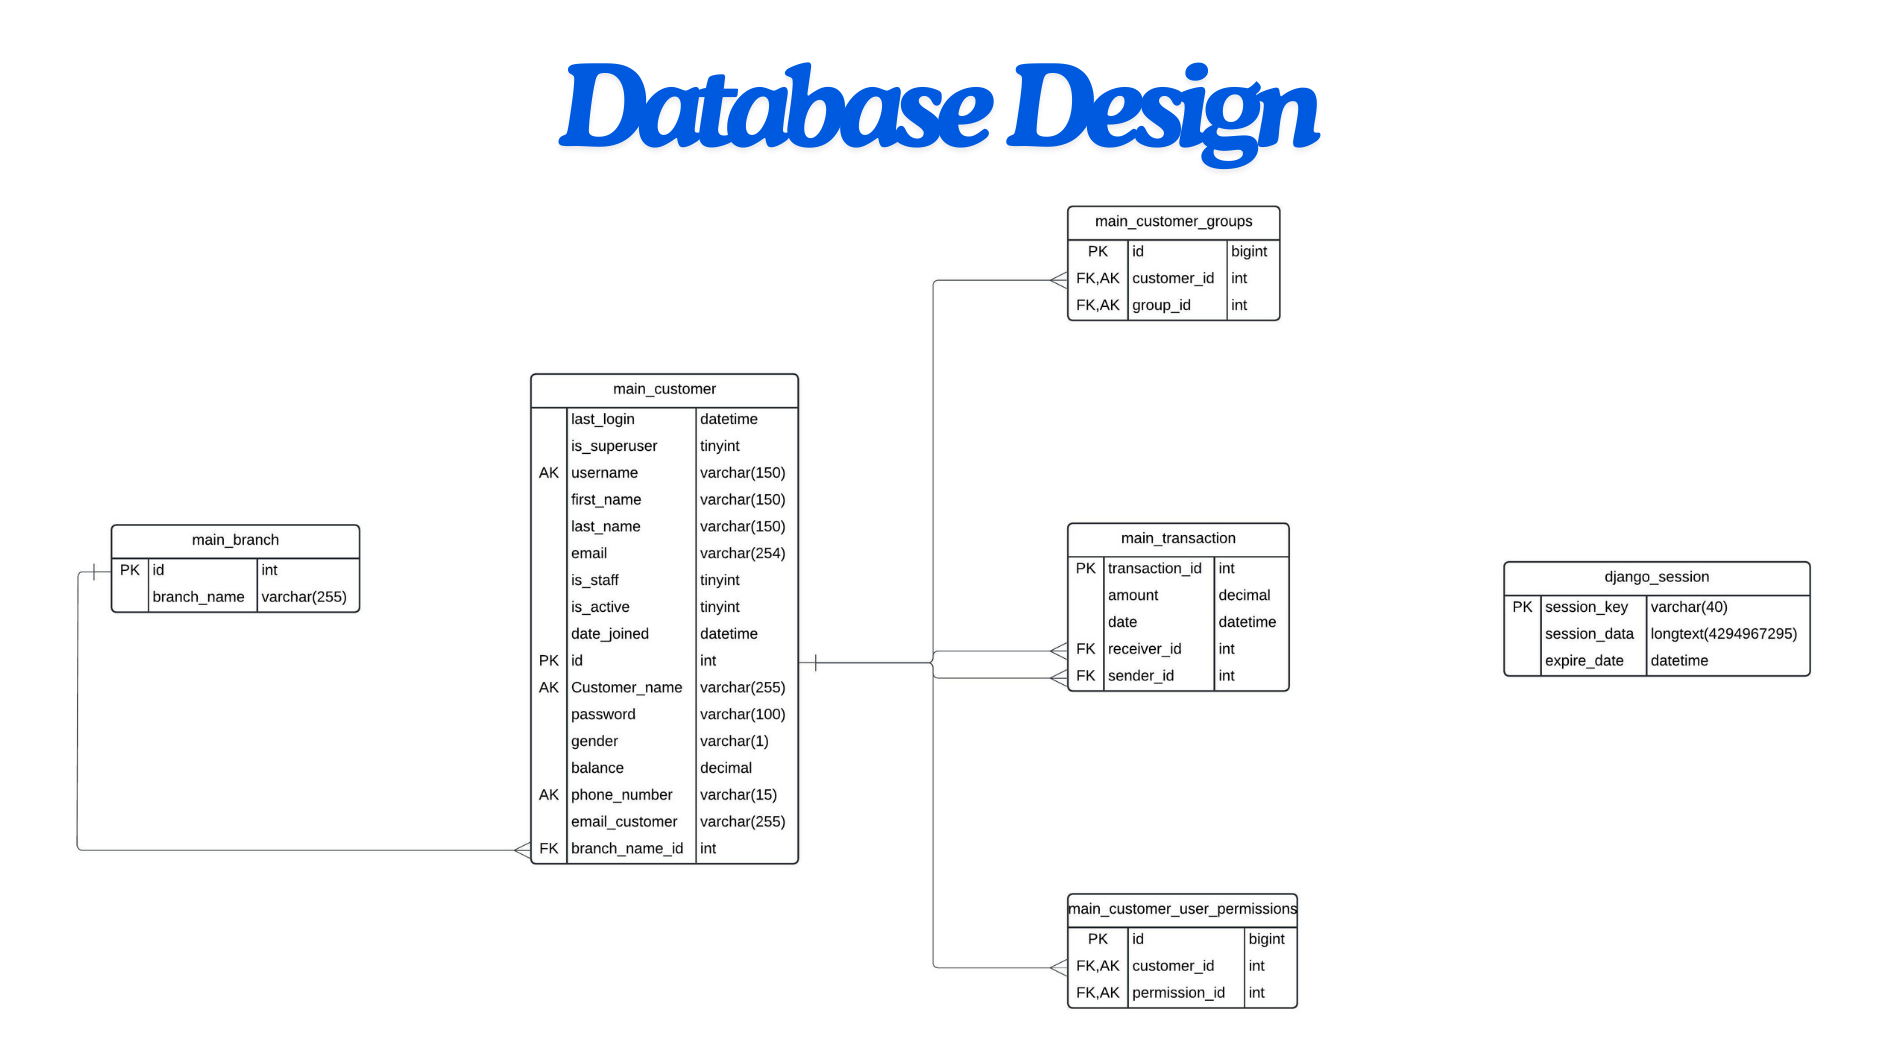 Database Design
main_customer_groups
PK id bigint
FK,AK customer_id int
FK,AK group_id int
main_customer
last_login datetime
is_superuser tinyint
AK username varchar(150)
first_name varchar(150)
last_name varchar(150)
email varchar(254)
is_staff tinyint
is_active tinyint
date_joined datetime
PK id int
AK Customer_name varchar(255)
password varchar(100)
gender varchar(1)
balance decimal
AK phone_number varchar(15)
email_customer varchar(255)
FK branch_name_id int
main_branch
PK id int
branch_name varchar(255)
main_transaction
PK transaction_id int
amount decimal
date datetime
FK receiver_id int
FK sender_id int
django_session
PK session_key varchar(40)
session_data longtext(4294967295)
expire_date datetime
main_customer_user_permissions
PK id bigint
FK,AK customer_id int
FK,AK permission_id int